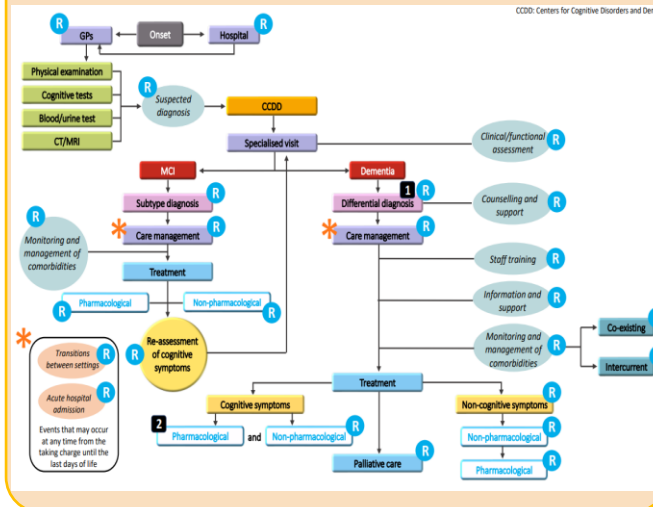 CCDD: Centers for Cognitive Disorders and
R
GPs
Onset
Hospital
R
Physical examination
Cognitive tests
Blood/urine test
CT/MRI
R
Suspected
diagnosis
CCDD
Specialised visit
Clinical/functional
assessment
R
MCI
Dementia
Subtype diagnosis
R
1
R
Differential diagnosis
Counselling and
support
R
R
Monitoring and
management of
comorbidities
*
Care management
R
*
Care management
R
Staff training
R
Treatment
Information and
support
R
Pharmacological
R
Non-pharmacological
R
Monitoring and
management of
comorbidities
R
Co-existing
Intercurrent
R
Re-assessment
of cognitive
symptoms
*
Transitions
between settings
R
Acute hospital
admission
R
Events that may occur
at any time from the
taking charge until the
last days of life
Treatment
Cognitive symptoms
Non-cognitive symptoms
R
2
Pharmacological
and
Non-pharmacological
R
Non-pharmacological
R
Palliative care
R
Pharmacological
R